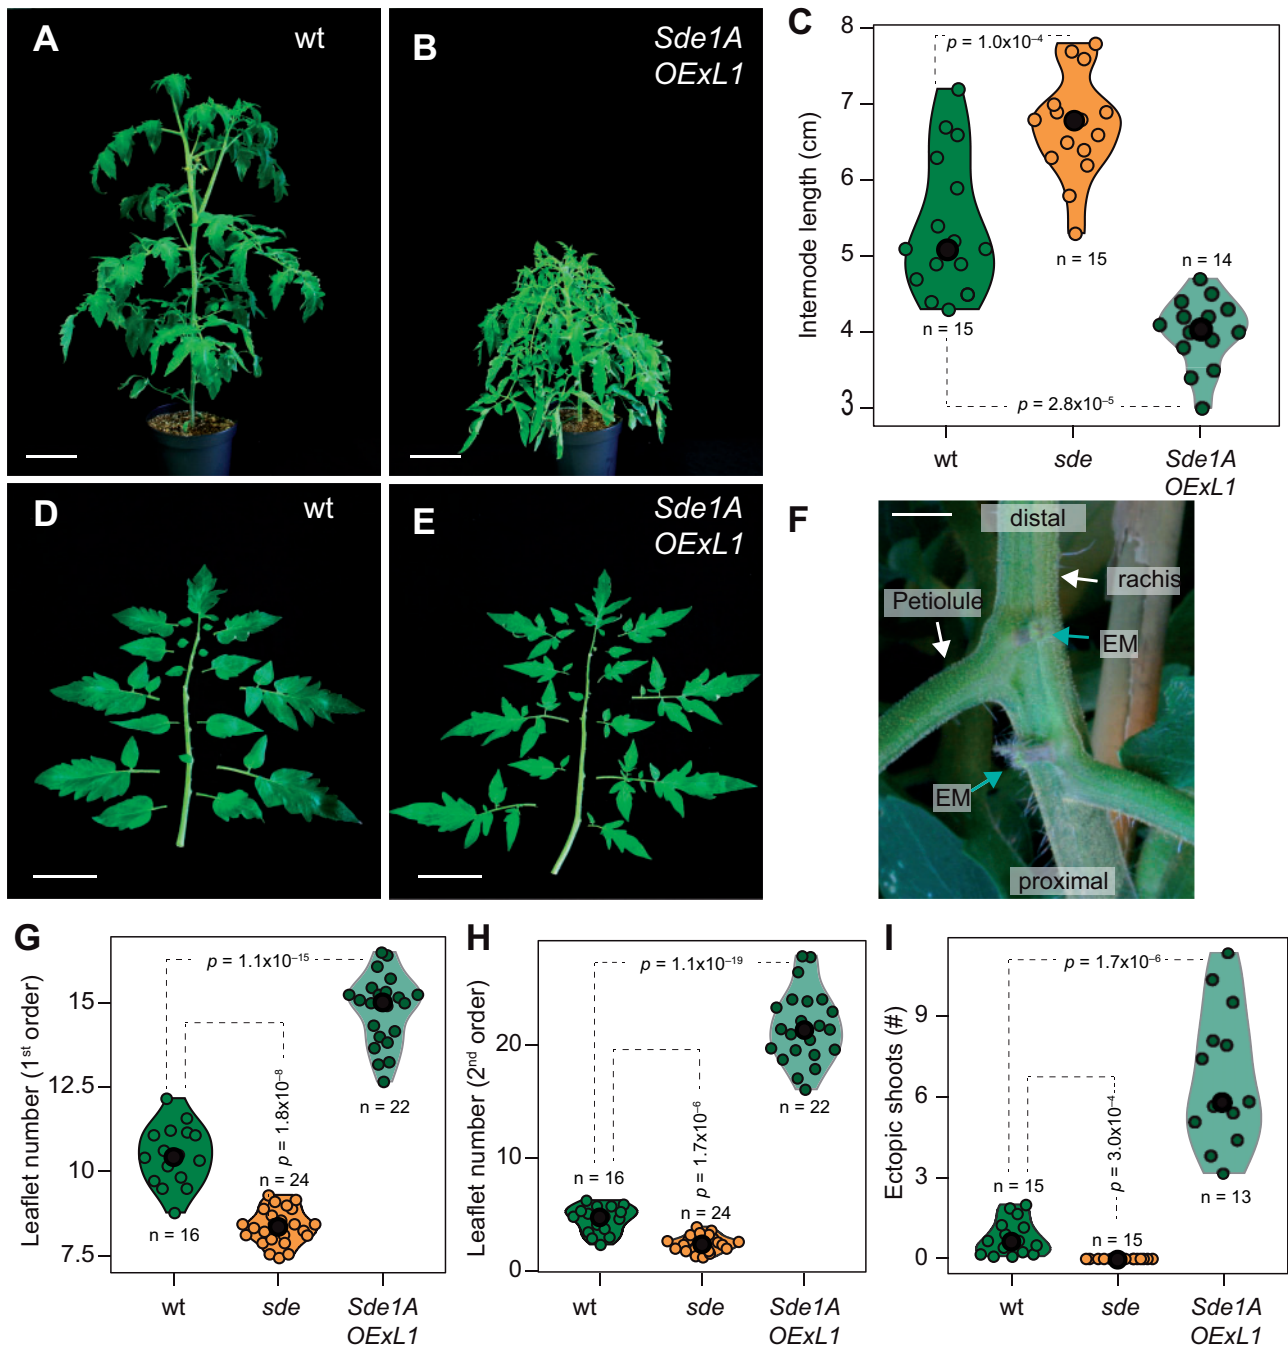 A
wt
B
Sde1A
OExL1
C
Internode length (cm)
8
7
6
5
4
3
p = 1.0x10⁻⁴
n = 15
n = 15
n = 14
p = 2.8x10⁻⁵
wt
sde
Sde1A
OExL1
D
wt
E
Sde1A
OExL1
F
distal
rachis
Petiolule
EM
EM
proximal
G
Leaflet number (1st order)
15
12.5
10
7.5
p = 1.1x10⁻¹⁵
p = 1.8x10⁻⁸
n = 16
n = 24
n = 22
wt
sde
Sde1A
OExL1
H
Leaflet number (2nd order)
20
10
0
p = 1.1x10⁻¹⁹
p = 1.7x10⁻⁶
n = 16
n = 24
n = 22
wt
sde
Sde1A
OExL1
I
Ectopic shoots (#)
9
6
3
0
p = 1.7x10⁻⁶
p = 3.0x10⁻⁴
n = 15
n = 15
n = 13
wt
sde
Sde1A
OExL1